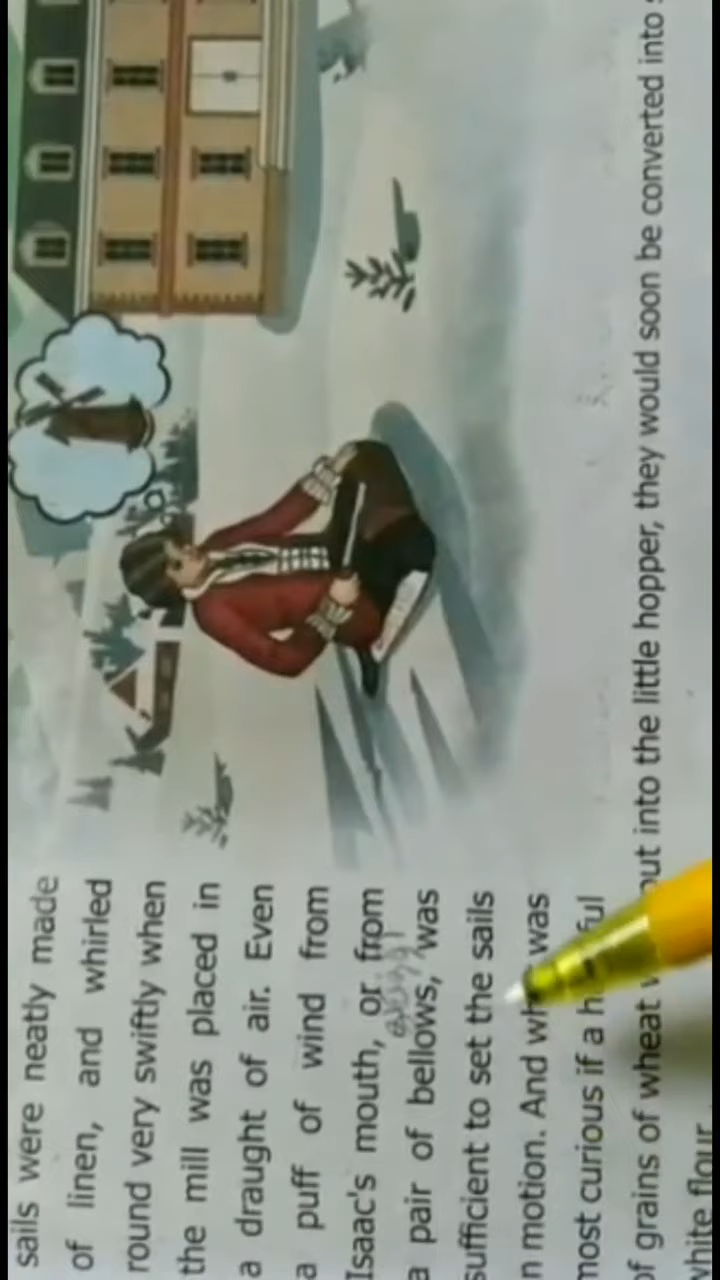 sails were neatly made
of linen, and whirled
round very swiftly when
the mill was placed in
a draught of air. Even
a puff of wind from
Isaac's mouth, or from
a pair of bellows, was
sufficient to set the sails
n motion. And was
most curious if a
of grains of wheat put into the little hopper, they would soon be converted into
white flour